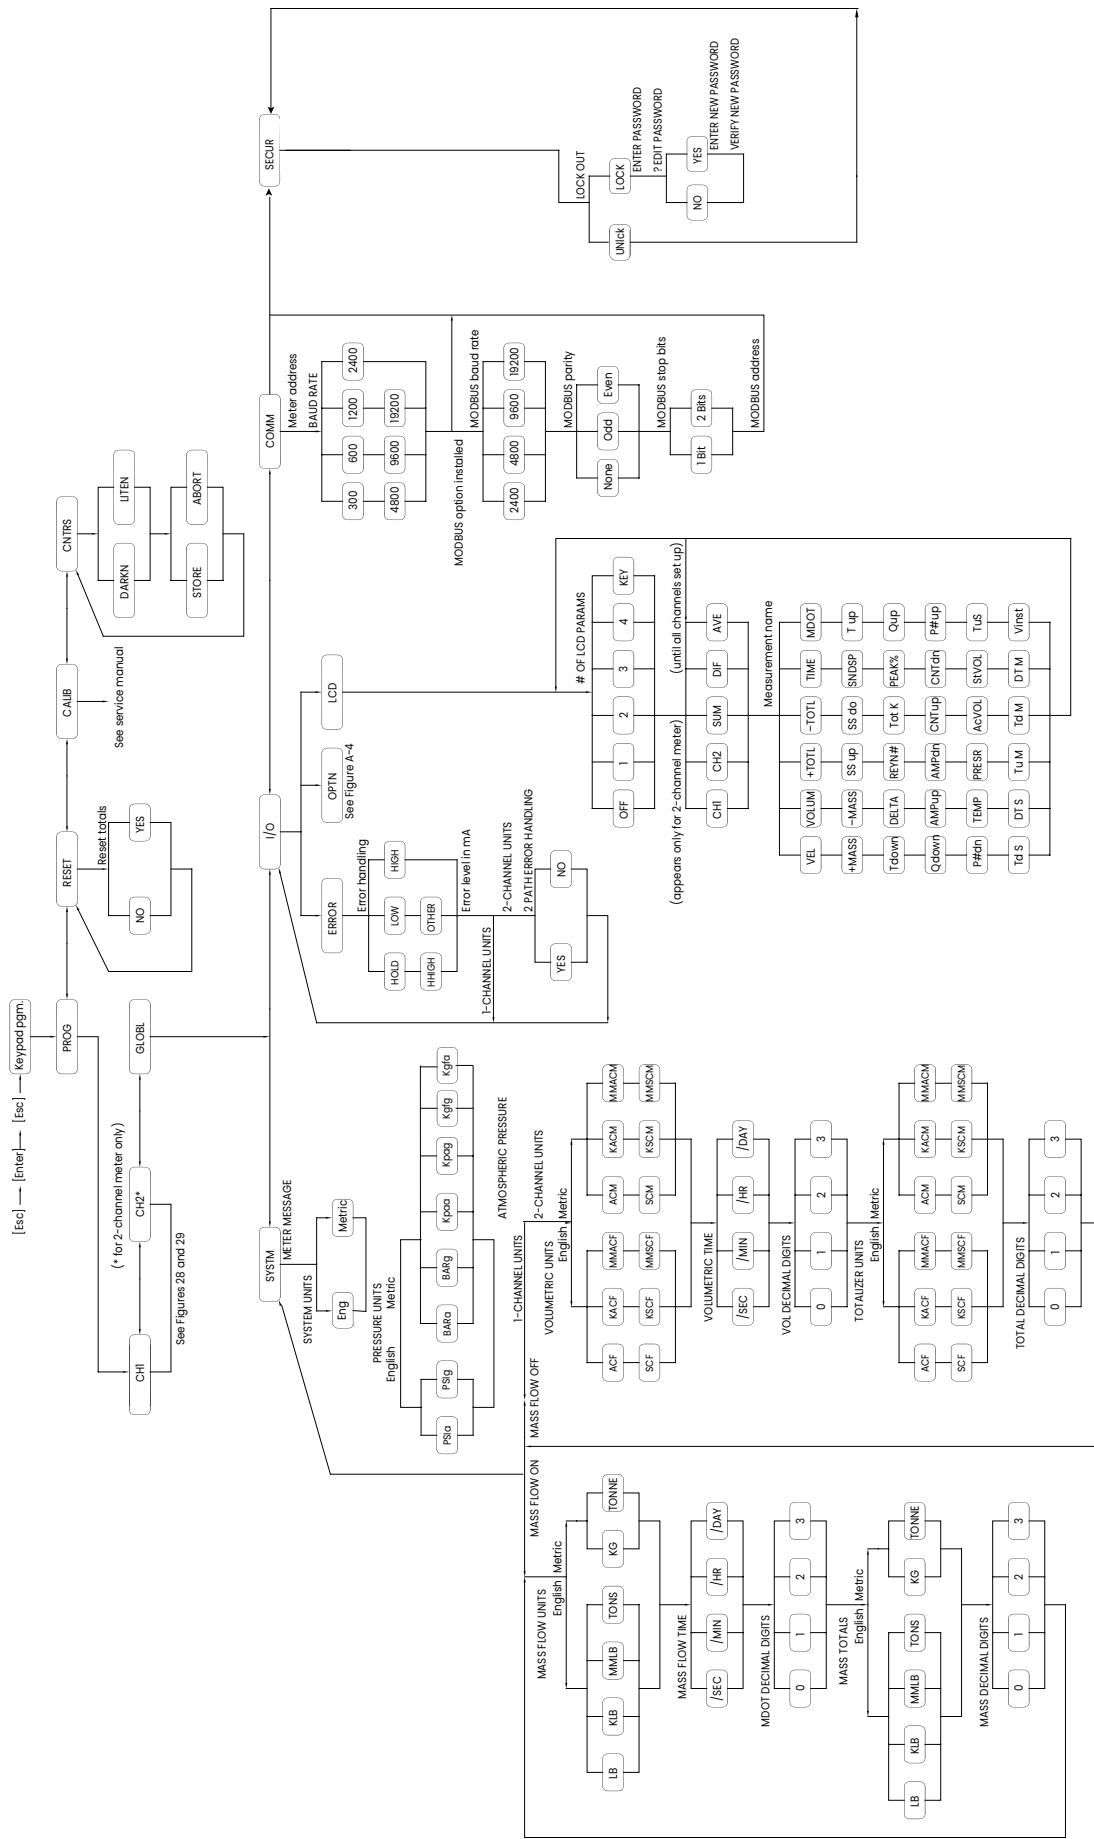 [Esc] [Enter] [Esc] Keypad pgm.
PROG
RESET
CALIB
CNTRS
Reset totals
NO
YES
See service manual
DARKN
LITEN
STORE
ABORT
(* for 2-channel meter only)
CH1
CH2*
GLOBL
See Figures 28 and 29
SYSTM
I/O
COMM
SECUR
METER MESSAGE
SYSTEM UNITS
Eng
Metric
PRESSURE UNITS
English
Metric
PSIa
PSIg
BARa
BARg
Kpaa
Kpag
Kgfg
Kgfa
ATMOSPHERIC PRESSURE
MASS FLOW ON
MASS FLOW OFF
1-CHANNEL UNITS
2-CHANNEL UNITS
MASS FLOW UNITS
English
Metric
LB
KLB
MMLB
TONS
KG
TONNE
MASS FLOW TIME
/SEC
/MIN
/HR
/DAY
MDOT DECIMAL DIGITS
0
1
2
3
MASS TOTALS
English
Metric
LB
KLB
MMLB
TONS
KG
TONNE
MASS DECIMAL DIGITS
0
1
2
3
VOLUMETRIC UNITS
English
Metric
ACF
KACF
MMACF
ACM
KACM
MMACM
SCF
KSCF
MMSCF
SCM
KSCM
MMSCM
VOLUMETRIC TIME
/SEC
/MIN
/HR
/DAY
VOL DECIMAL DIGITS
0
1
2
3
TOTALIZER UNITS
English
Metric
ACF
KACF
MMACF
ACM
KACM
MMACM
SCF
KSCF
MMSCF
SCM
KSCM
MMSCM
TOTAL DECIMAL DIGITS
0
1
2
3
ERROR
OPTN
LCD
See Figure A-4
Error handling
HOLD
LOW
HIGH
HHIGH
OTHER
Error level in mA
1-CHANNEL UNITS
2-CHANNEL UNITS
2 PATH ERROR HANDLING
YES
NO
# OF LCD PARAMS
OFF
1
2
3
4
KEY
(appears only for 2-channel meter)
(until all channels set up)
CH1
CH2
SUM
DIF
AVE
Measurement name
VEL
VOLUM
+TOTL
-TOTL
TIME
MDOT
+MASS
-MASS
SS up
SS do
SNDSP
T up
Tdown
DELTA
REYN#
Tot K
PEAK%
Qup
Qdown
AMPup
AMPdn
CNTup
CNTdn
P#up
P#dn
TEMP
PRESR
AcVOL
StVOL
TuS
Td S
DT S
Tu M
Td M
DT M
Vinst
Meter address
BAUD RATE
300
600
1200
2400
4800
9600
19200
MODBUS option installed
MODBUS baud rate
2400
4800
9600
19200
MODBUS parity
None
Odd
Even
MODBUS stop bits
1 Bit
2 Bits
MODBUS address
LOCK OUT
UNlck
LOCK
ENTER PASSWORD
? EDIT PASSWORD
NO
YES
ENTER NEW PASSWORD
VERIFY NEW PASSWORD